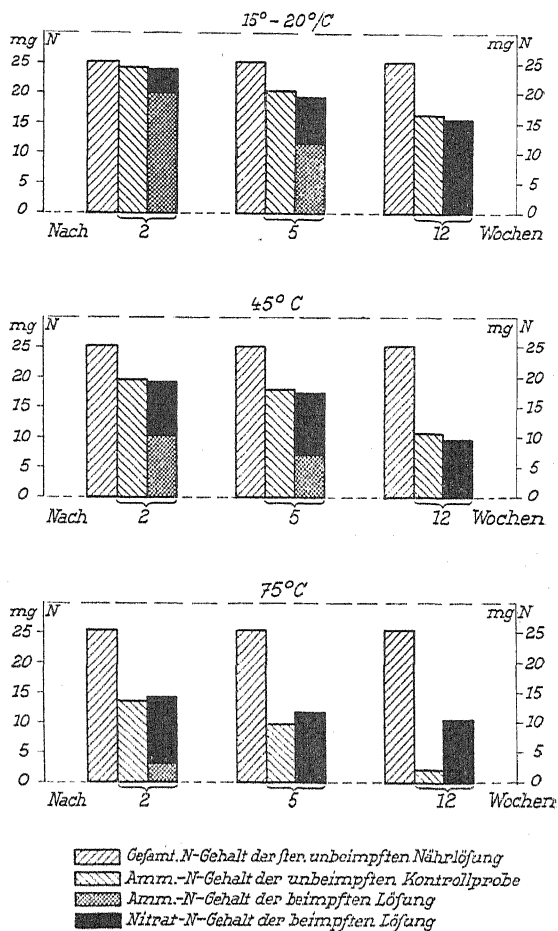 15° - 20°/C
mg N mg N
25 25
20 20
15 15
10 10
5 5
0 0
Nach 2 5 12 Wochen
45° C
mg N mg N
25 25
20 20
15 15
10 10
5 5
0 0
Nach 2 5 12 Wochen
75°C
mg N mg N
25 25
20 20
15 15
10 10
5 5
0 0
Nach 2 5 12 Wochen
Geſamt.N-Gehalt der ſter. unbeimpften Nährlöſung
Amm.-N-Gehalt der unbeimpften Kontrollprobe
Amm.-N-Gehalt der beimpften Löſung
Nitrat-N-Gehalt der beimpften Löſung